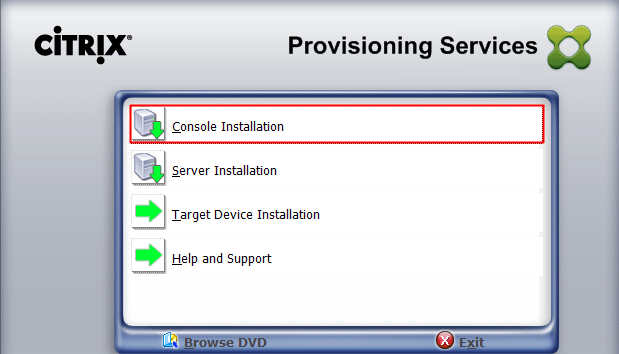 CITRIX®
Provisioning Services
Console Installation
Server Installation
Target Device Installation
Help and Support
Browse DVD
Exit